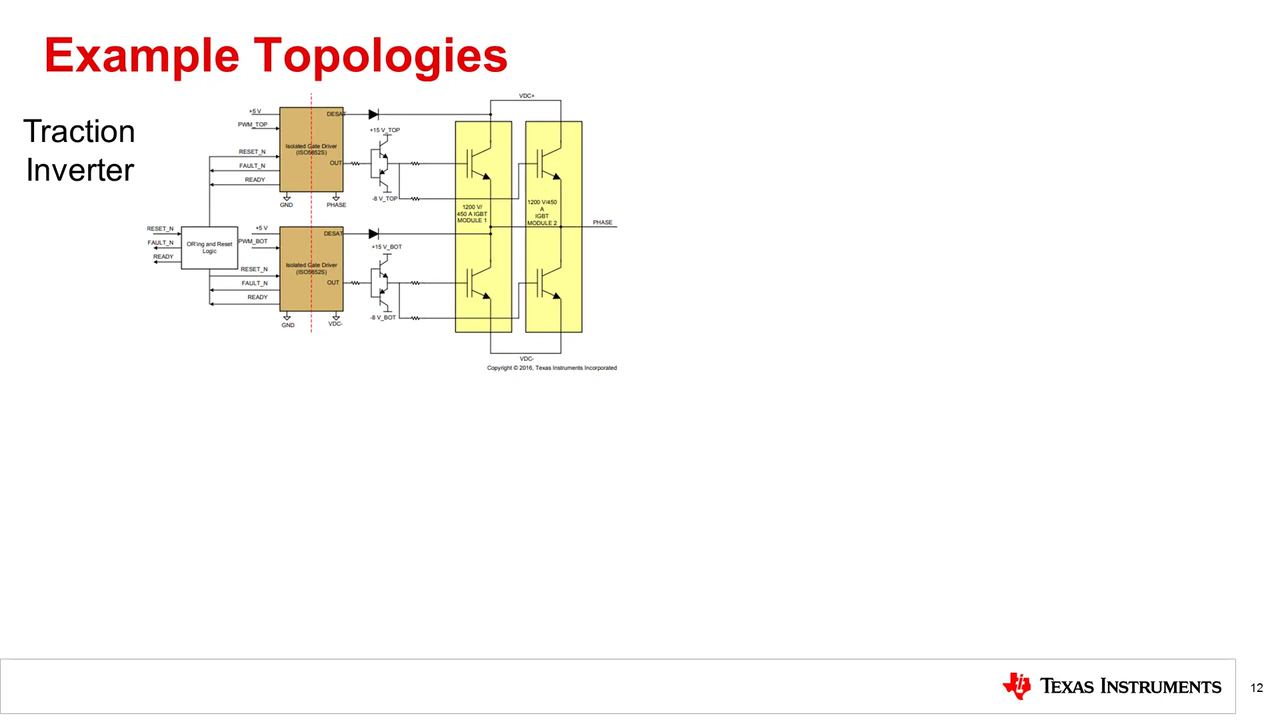 Example Topologies
Traction
Inverter
VDC+
+5 V
DESAT
PWM_TOP
+15 V_TOP
Isolated Gate Driver
(ISO5852S)
RESET_N
OUT
FAULT_N
READY
-8 V_TOP
GND
PHASE
1200 V/
450 A IGBT
MODULE 1
1200 V/450
A
IGBT
MODULE 2
PHASE
RESET_N
FAULT_N
READY
OR'ing and Reset
Logic
+5 V
DESAT
PWM_BOT
+15 V_BOT
Isolated Gate Driver
(ISO5852S)
RESET_N
OUT
FAULT_N
READY
-8 V_BOT
GND
VDC-
VDC-
Copyright © 2016, Texas Instruments Incorporated
TEXAS INSTRUMENTS
12